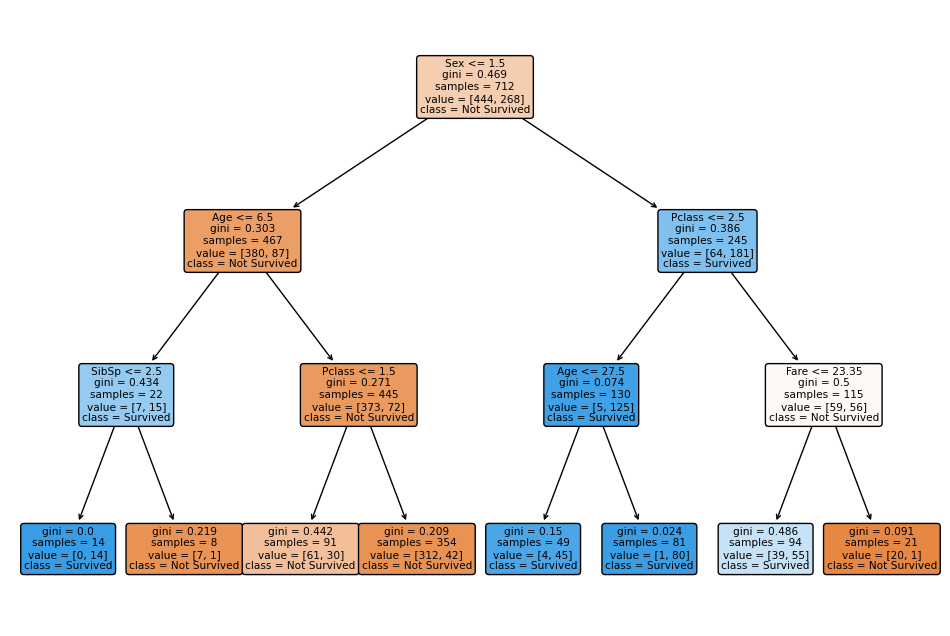 Sex <= 1.5
gini = 0.469
samples = 712
value = [444, 268]
class = Not Survived
Age <= 6.5
gini = 0.303
samples = 467
value = [380, 87]
class = Not Survived
Pclass <= 2.5
gini = 0.386
samples = 245
value = [64, 181]
class = Survived
SibSp <= 2.5
gini = 0.434
samples = 22
value = [7, 15]
class = Survived
Pclass <= 1.5
gini = 0.271
samples = 445
value = [373, 72]
class = Not Survived
Age <= 27.5
gini = 0.074
samples = 130
value = [5, 125]
class = Survived
Fare <= 23.35
gini = 0.5
samples = 115
value = [59, 56]
class = Not Survived
gini = 0.0
samples = 14
value = [0, 14]
class = Survived
gini = 0.219
samples = 8
value = [7, 1]
class = Not Survived
gini = 0.442
samples = 91
value = [61, 30]
class = Not Survived
gini = 0.209
samples = 354
value = [312, 42]
class = Not Survived
gini = 0.15
samples = 49
value = [4, 45]
class = Survived
gini = 0.024
samples = 81
value = [1, 80]
class = Survived
gini = 0.486
samples = 94
value = [39, 55]
class = Survived
gini = 0.091
samples = 21
value = [20, 1]
class = Not Survived